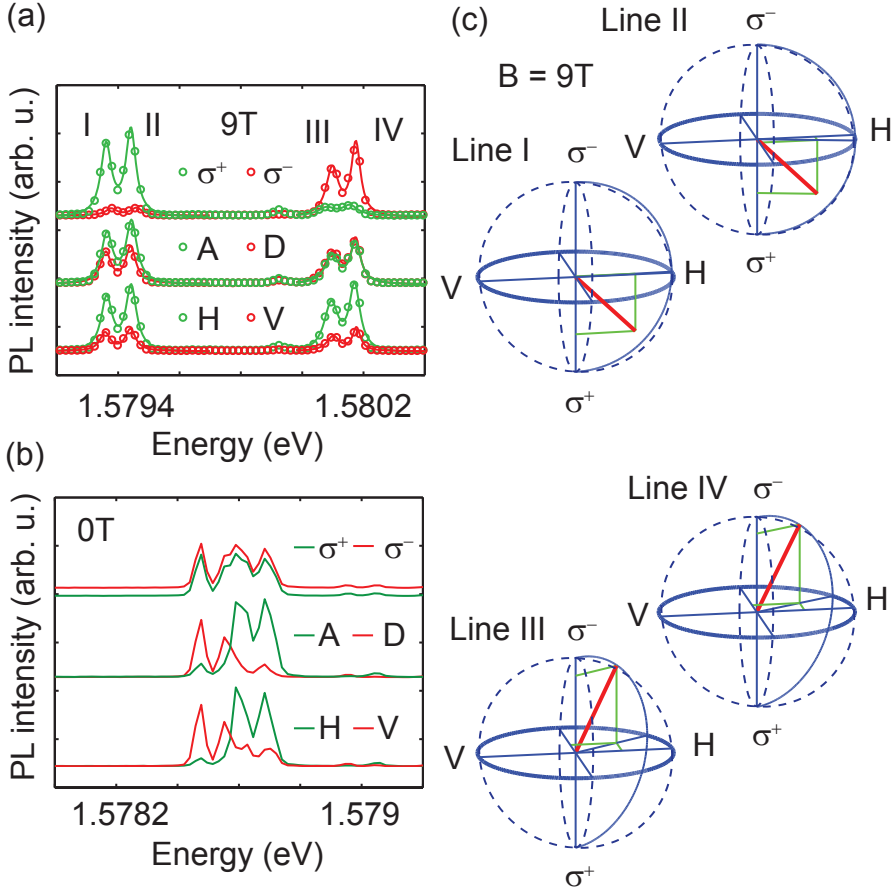 (a)
PL intensity (arb. u.)
I II 9T III IV
σ⁺ σ⁻
A D
H V
1.5794 1.5802
Energy (eV)
(b)
PL intensity (arb. u.)
0T
σ⁺ σ⁻
A D
H V
1.5782 1.579
Energy (eV)
(c)
Line II
B = 9T
σ⁻
V H
σ⁺
Line I
σ⁻
V H
σ⁺
Line IV
σ⁻
V H
σ⁺
Line III
σ⁻
V H
σ⁺